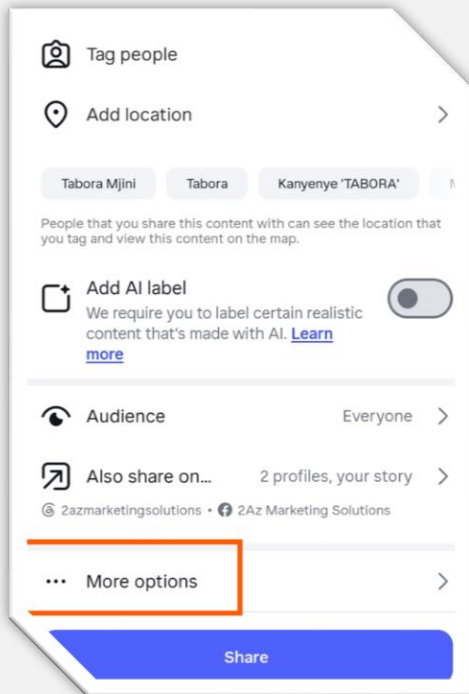 Tag people
Add location
Tabora Mjini Tabora Kanyenye 'TABORA'
People that you share this content with can see the location that
you tag and view this content on the map.
Add AI label
We require you to label certain realistic
content that's made with AI. Learn
more
Audience Everyone
Also share on... 2 profiles, your story
2azmarketingsolutions • 2Az Marketing Solutions
More options
Share